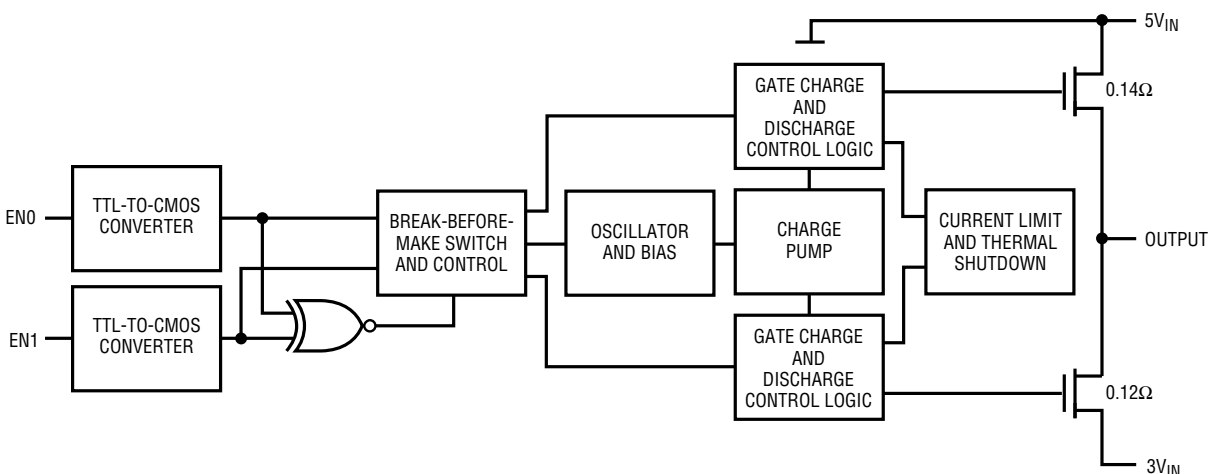 5VIN
GATE CHARGE
AND
DISCHARGE
CONTROL LOGIC
0.14Ω
TTL-TO-CMOS
CONVERTER
EN0
BREAK-BEFORE-
MAKE SWITCH
AND CONTROL
OSCILLATOR
AND BIAS
CHARGE
PUMP
CURRENT LIMIT
AND THERMAL
SHUTDOWN
OUTPUT
TTL-TO-CMOS
CONVERTER
EN1
GATE CHARGE
AND
DISCHARGE
CONTROL LOGIC
0.12Ω
3VIN